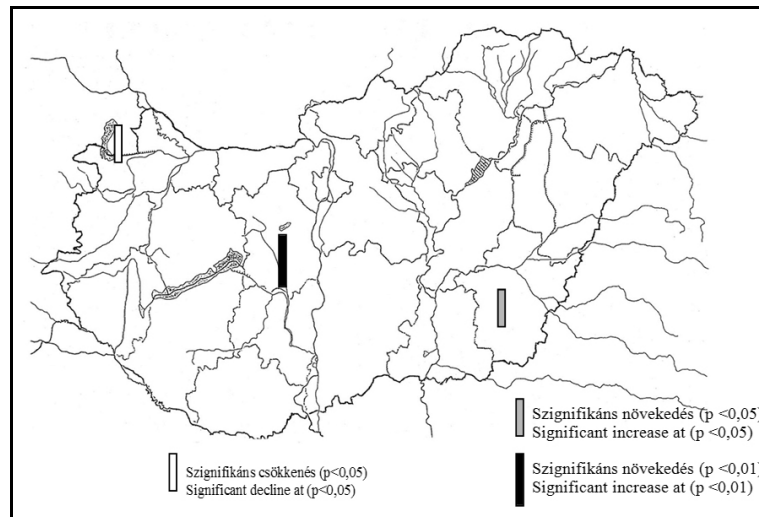 Szignifikáns növekedés (p <0,05)
Significant increase at (p <0,05)
Szignifikáns növekedés (p <0,01)
Significant increase at (p <0,01)
Szignifikáns csökkenés (p<0,05)
Significant decline at (p<0,05)